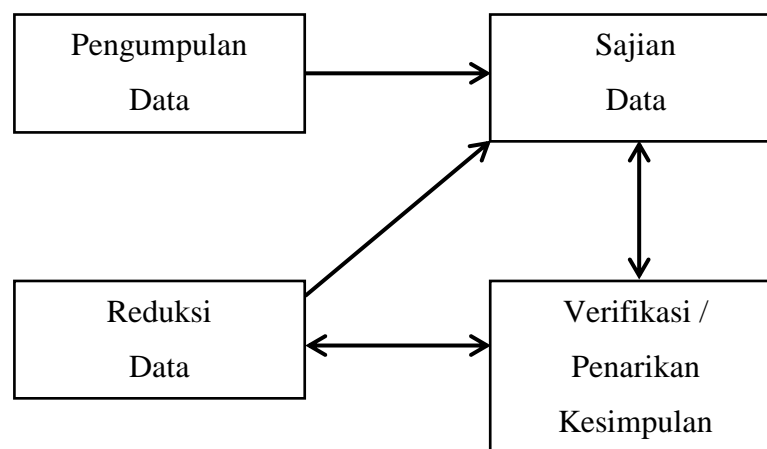 Pengumpulan
Data
Sajian
Data
Reduksi
Data
Verifikasi /
Penarikan
Kesimpulan